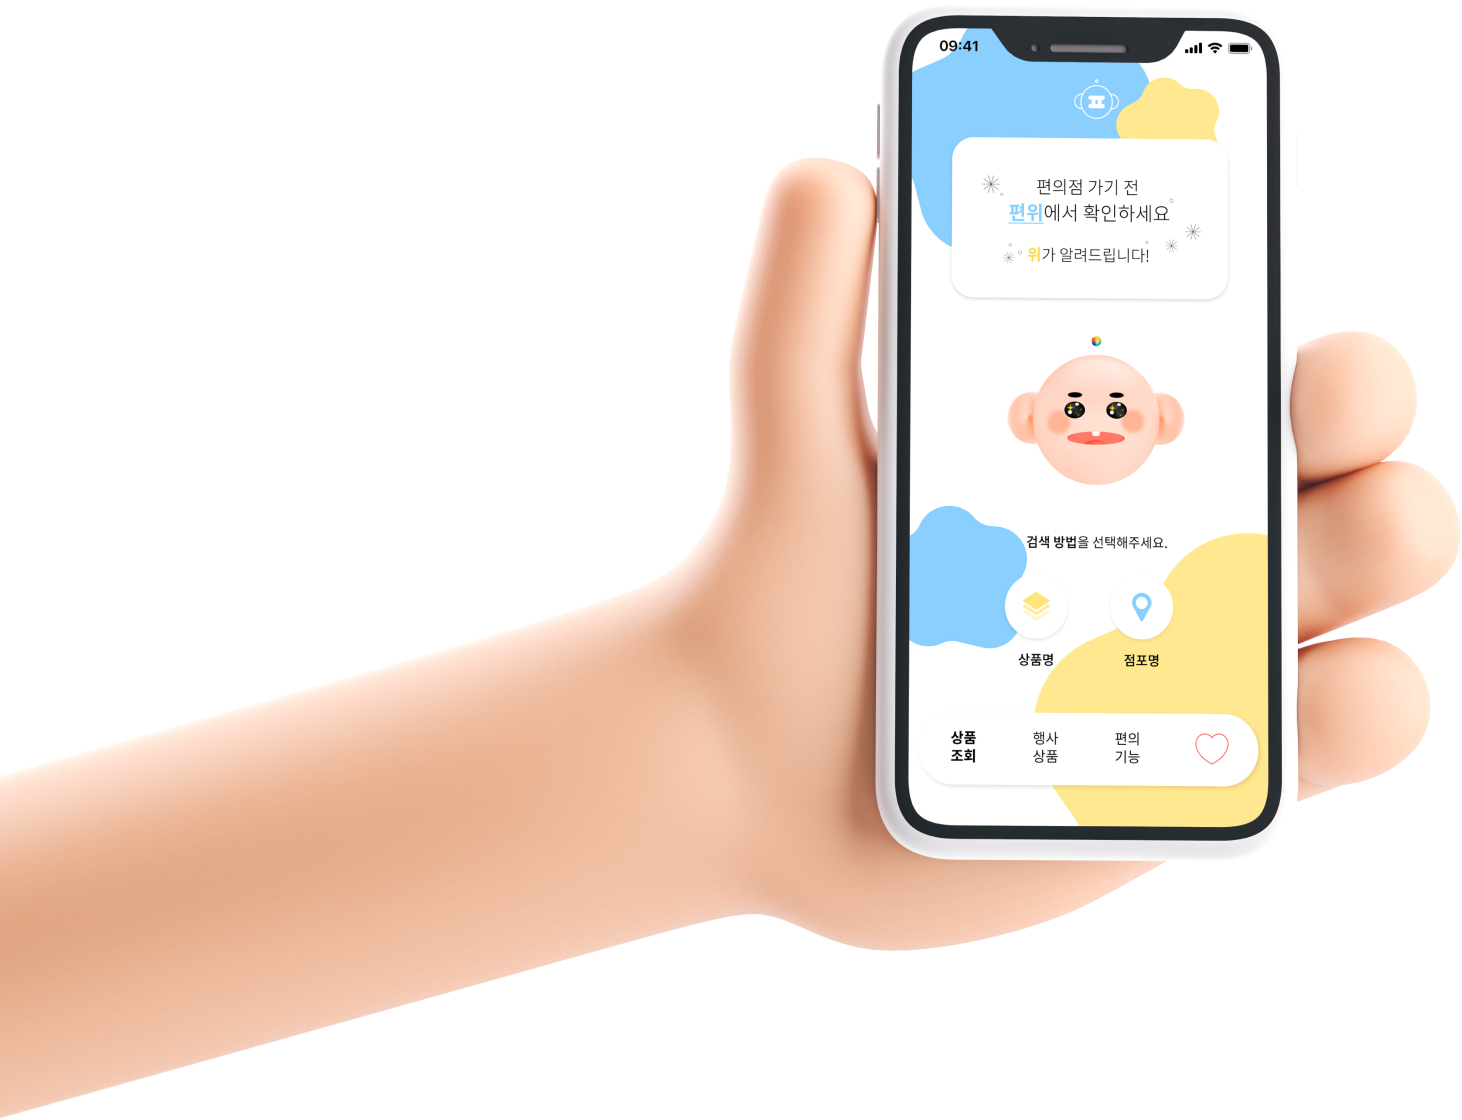 09:41
편의점 가기 전
편위에서 확인하세요
위가 알려드립니다!
검색 방법을 선택해주세요.
상품명
점포명
상품
조회
행사
상품
편의
기능